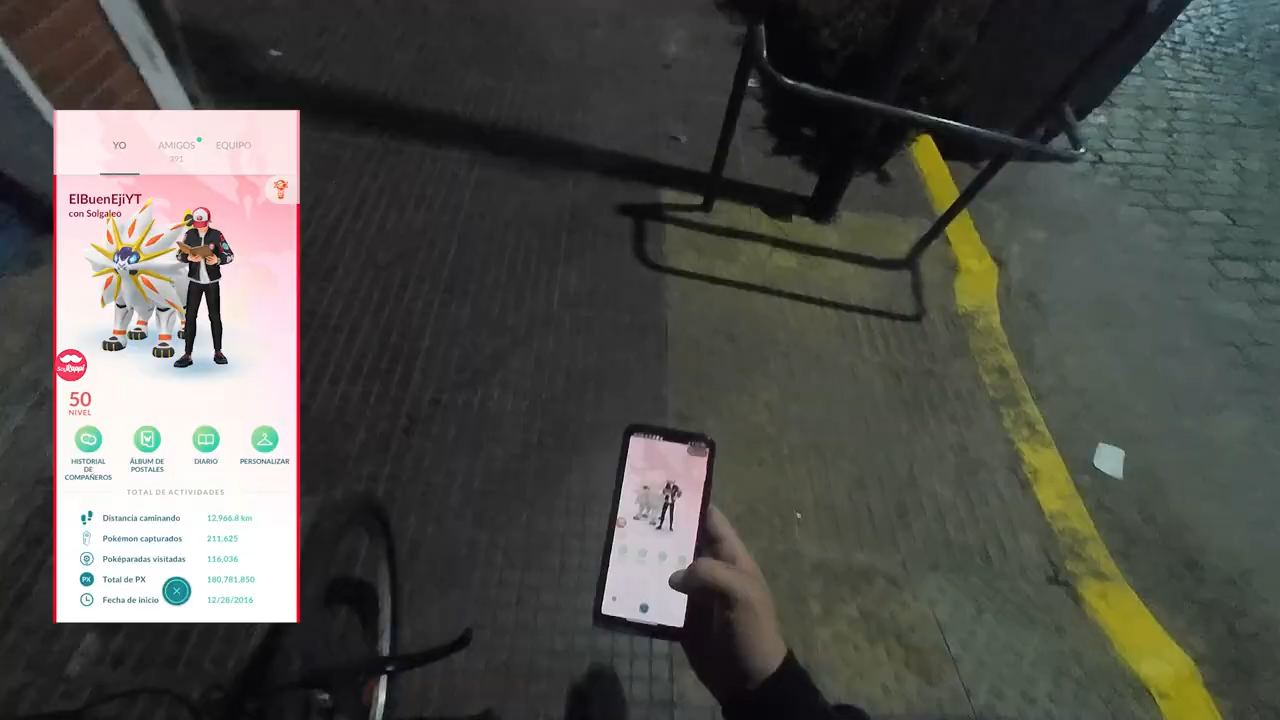 YO
AMIGOS
EQUIPO
391
ElBuenEjiYT
con Solgaleo
SoyRappi
50
NIVEL
HISTORIAL
DE
COMPAÑEROS
ÁLBUM DE
POSTALES
DIARIO
PERSONALIZAR
TOTAL DE ACTIVIDADES
Distancia caminando 12,966.8 km
Pokémon capturados 211,625
Poképaradas visitadas 116,036
PX Total de PX 180,781,850
Fecha de inicio 12/28/2016